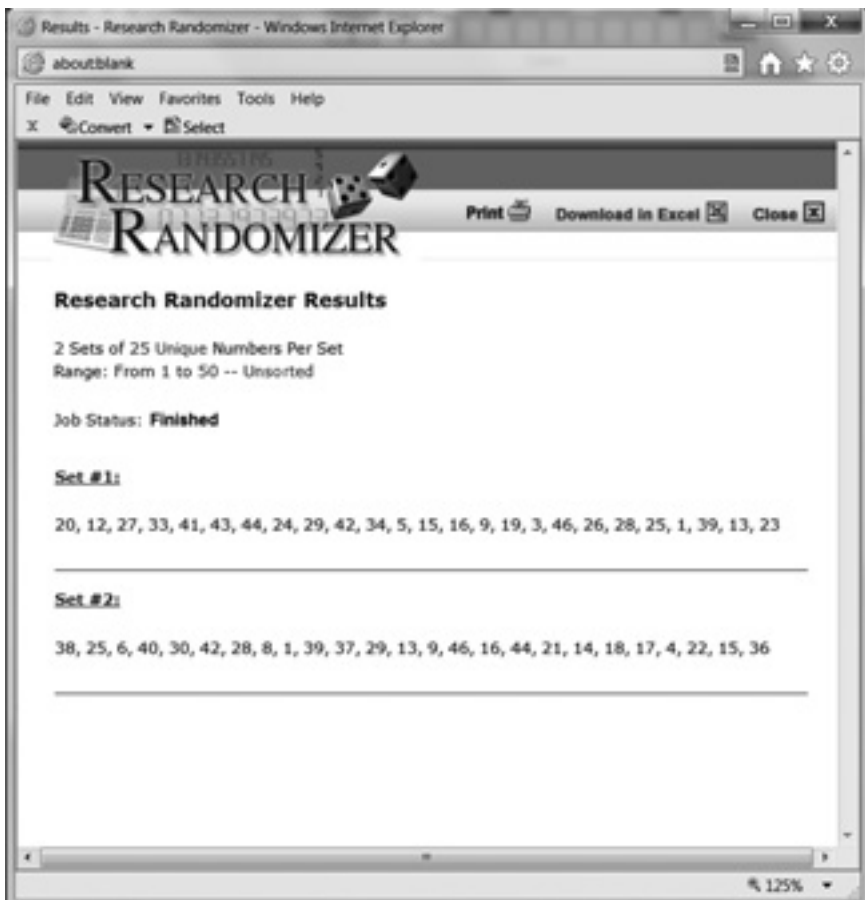 Results - Research Randomizer - Windows Internet Explorer
about:blank
File Edit View Favorites Tools Help
x Convert Select
RESEARCH
RANDOMIZER
Print Download in Excel Close
Research Randomizer Results
2 Sets of 25 Unique Numbers Per Set
Range: From 1 to 50 -- Unsorted
Job Status: Finished
Set #1:
20, 12, 27, 33, 41, 43, 44, 24, 29, 42, 34, 5, 15, 16, 9, 19, 3, 46, 26, 28, 25, 1, 39, 13, 23
Set #2:
38, 25, 6, 40, 30, 42, 28, 8, 1, 39, 37, 29, 13, 9, 46, 16, 44, 21, 14, 18, 17, 4, 22, 15, 36
125%